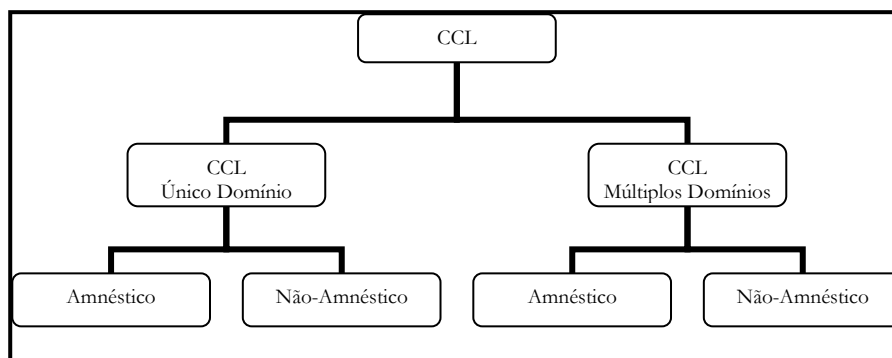 CCL
CCL
Único Domínio
CCL
Múltiplos Domínios
Amnéstico
Não-Amnéstico
Amnéstico
Não-Amnéstico